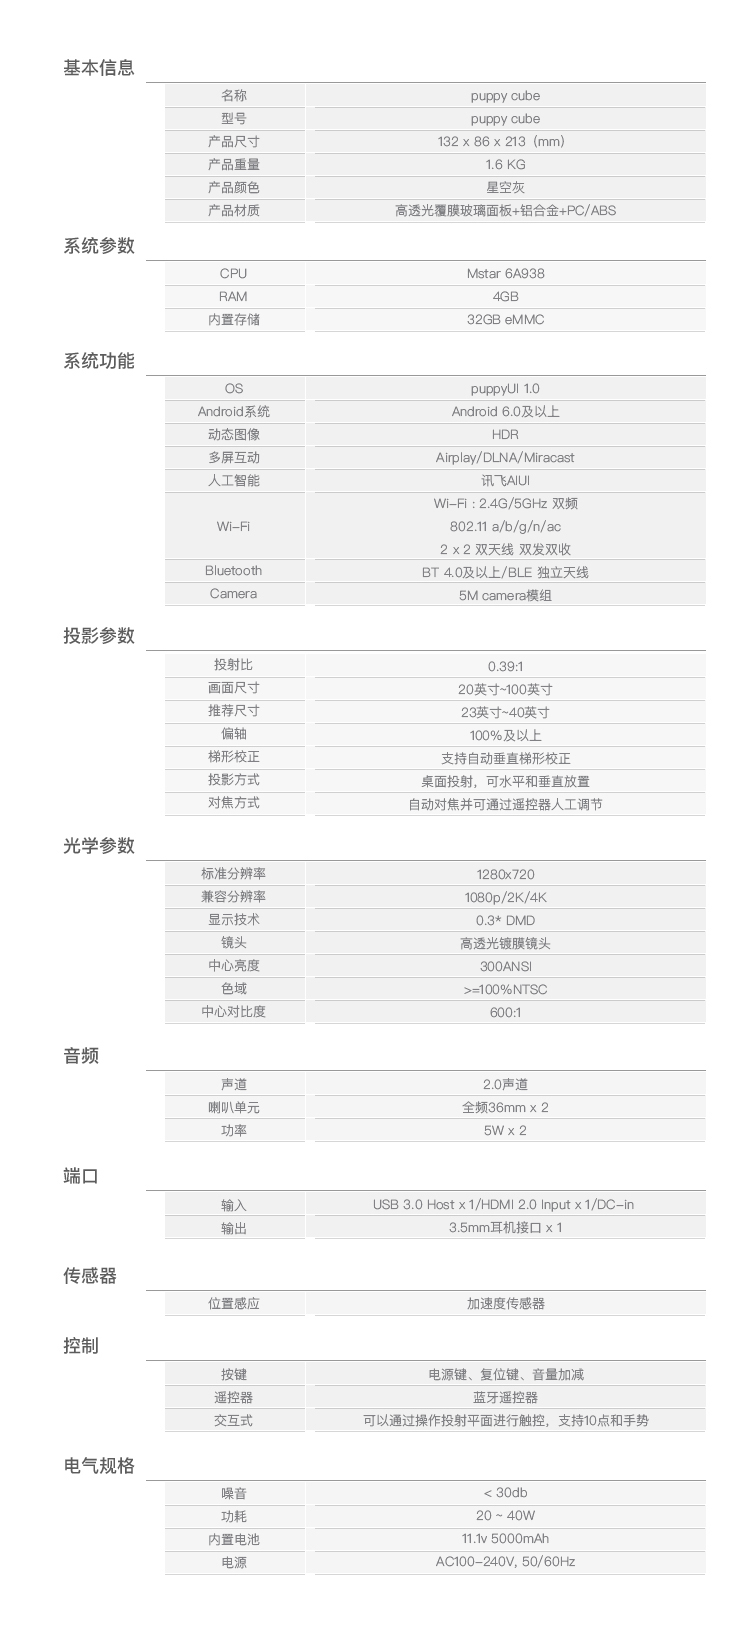 基本信息
名称 puppy cube
型号 puppy cube
产品尺寸 132 x 86 x 213（mm）
产品重量 1.6 KG
产品颜色 星空灰
产品材质 高透光覆膜玻璃面板+铝合金+PC/ABS
系统参数
CPU Mstar 6A938
RAM 4GB
内置存储 32GB eMMC
系统功能
OS puppyUI 1.0
Android系统 Android 6.0及以上
动态图像 HDR
多屏互动 Airplay/DLNA/Miracast
人工智能 讯飞AIUI
Wi-Fi : 2.4G/5GHz 双频
Wi-Fi 802.11 a/b/g/n/ac
2 x 2 双天线 双发双收
Bluetooth BT 4.0及以上/BLE 独立天线
Camera 5M camera模组
投影参数
投射比 0.39:1
画面尺寸 20英寸~100英寸
推荐尺寸 23英寸~40英寸
偏轴 100%及以上
梯形校正 支持自动垂直梯形校正
投影方式 桌面投射，可水平和垂直放置
对焦方式 自动对焦并可通过遥控器人工调节
光学参数
标准分辨率 1280x720
兼容分辨率 1080p/2K/4K
显示技术 0.3* DMD
镜头 高透光镀膜镜头
中心亮度 300ANSI
色域 >=100%NTSC
中心对比度 600:1
音频
声道 2.0声道
喇叭单元 全频36mm x 2
功率 5W x 2
端口
输入 USB 3.0 Host x 1/HDMI 2.0 Input x 1/DC-in
输出 3.5mm耳机接口 x 1
传感器
位置感应 加速度传感器
控制
按键 电源键、复位键、音量加减
遥控器 蓝牙遥控器
交互式 可以通过操作投射平面进行触控，支持10点和手势
电气规格
噪音 < 30db
功耗 20 ~ 40W
内置电池 11.1v 5000mAh
电源 AC100-240V, 50/60Hz